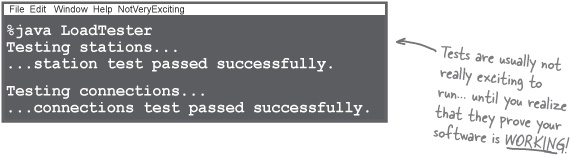 File Edit Window Help NotVeryExciting
%java LoadTester
Testing stations...
...station test passed successfully.
Testing connections...
...connections test passed successfully.
Tests are usually not
really exciting to
run... until you realize
that they prove your
software is WORKING!